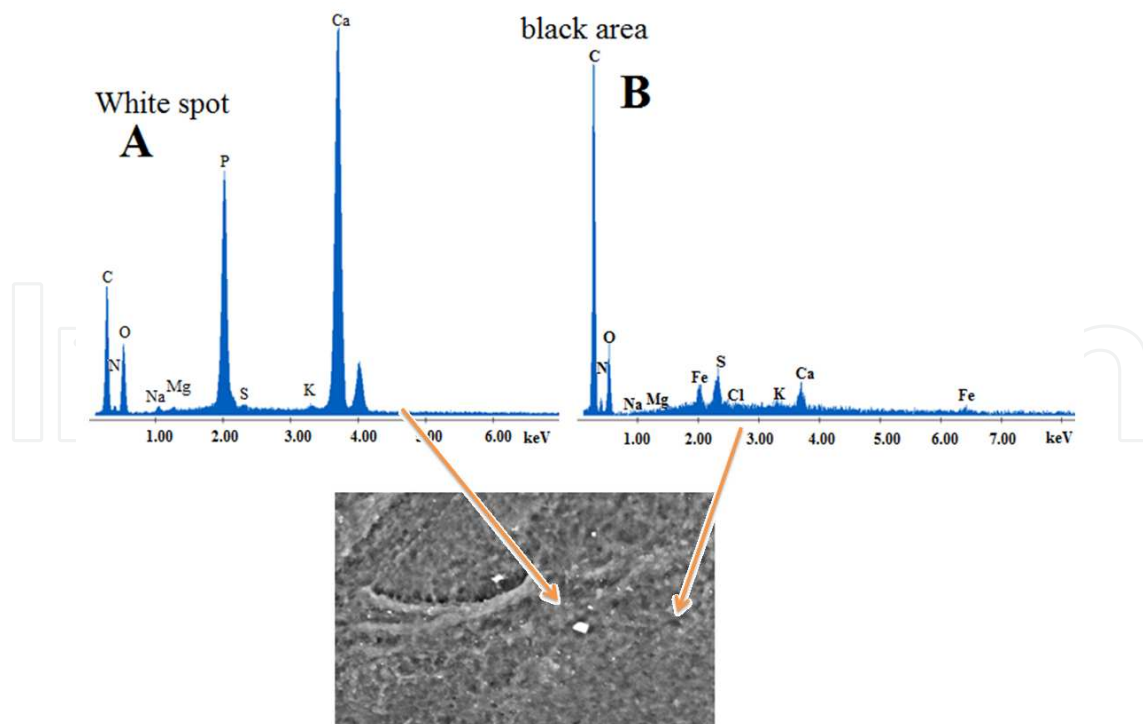 White spot
A
Ca
P
C
O
N
Na
Mg
S
K
1.00 2.00 3.00 4.00 6.00 keV
black area
B
C
O
N
Na
Mg
Fe
S
Cl
K
Ca
Fe
1.00 2.00 3.00 4.00 5.00 6.00 7.00 keV